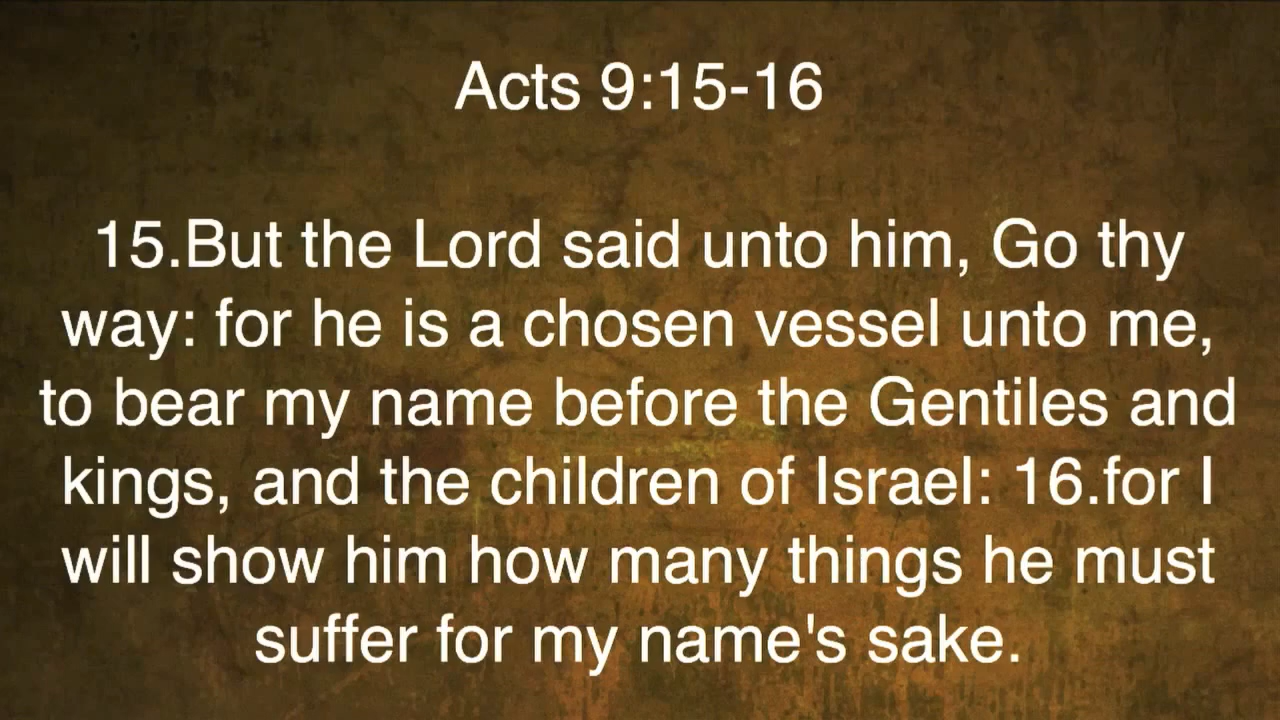 Acts 9:15-16
15.But the Lord said unto him, Go thy
way: for he is a chosen vessel unto me,
to bear my name before the Gentiles and
kings, and the children of Israel: 16.for I
will show him how many things he must
suffer for my name's sake.